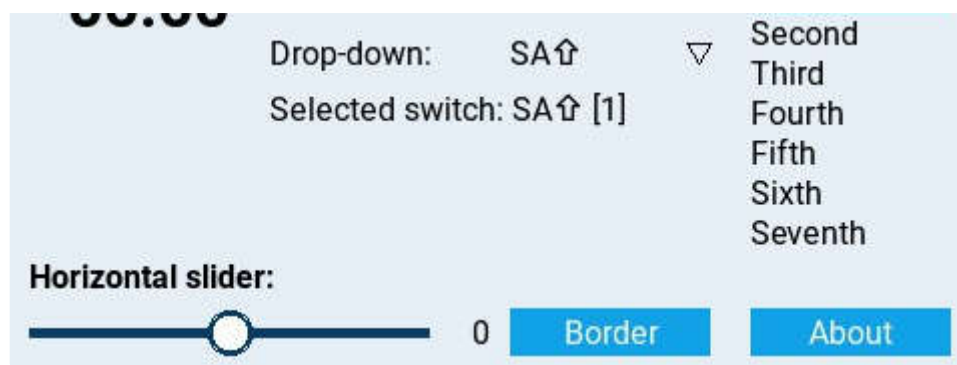 Drop-down: SA⇧ ▽
Selected switch: SA⇧ [1]
Second
Third
Fourth
Fifth
Sixth
Seventh
Horizontal slider:
0
Border
About